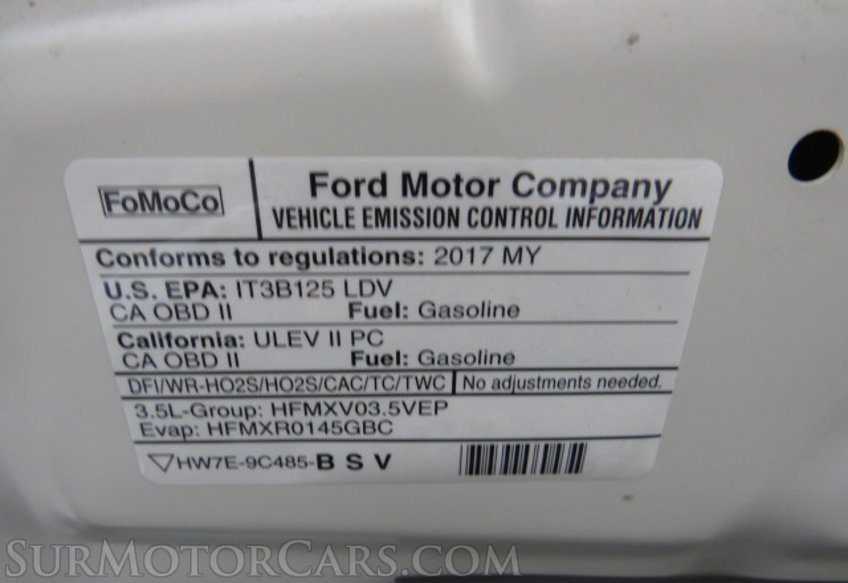 FoMoCo
Ford Motor Company
VEHICLE EMISSION CONTROL INFORMATION
Conforms to regulations: 2017 MY
U.S. EPA: IT3B125 LDV
CA OBD II Fuel: Gasoline
California: ULEV II PC
CA OBD II Fuel: Gasoline
DFI/WR-HO2S/HO2S/CAC/TC/TWC No adjustments needed.
3.5L-Group: HFMXV03.5VEP
Evap: HFMXR0145GBC
HW7E-9C485-B S V
SURMOTORCARS.COM